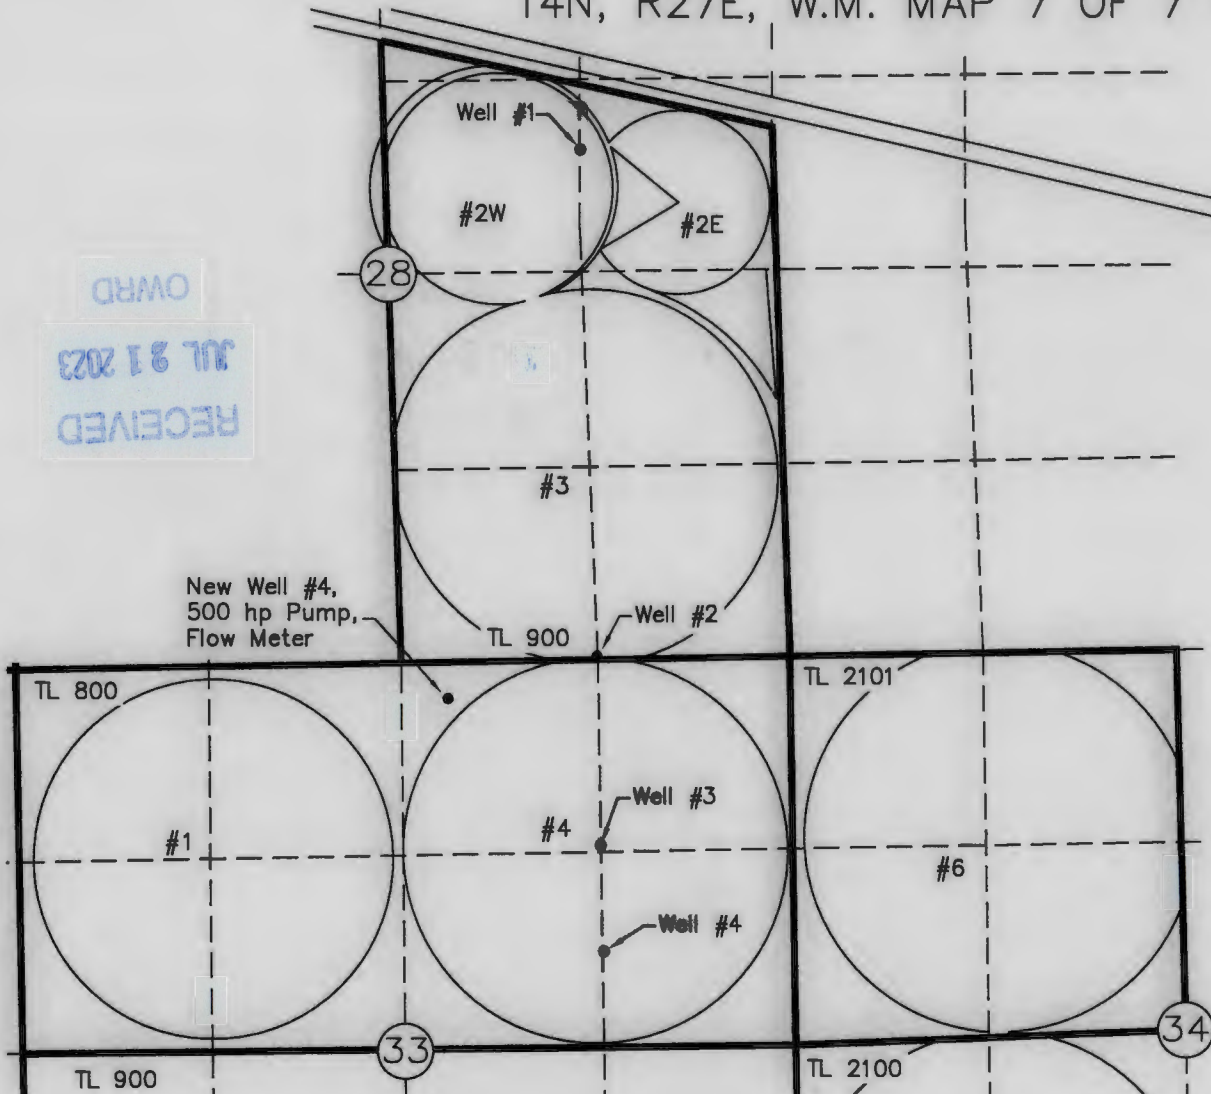 T4N, R27E, W.M. MAP 7 OF 7
Well #1
#2W
#2E
28
OWRD
JUL 21 2023
RECEIVED
#3
New Well #4,
500 hp Pump,
Flow Meter
TL 900
Well #2
TL 800
TL 2101
Well #3
#1
#4
#6
Well #4
33
34
TL 900
TL 2100